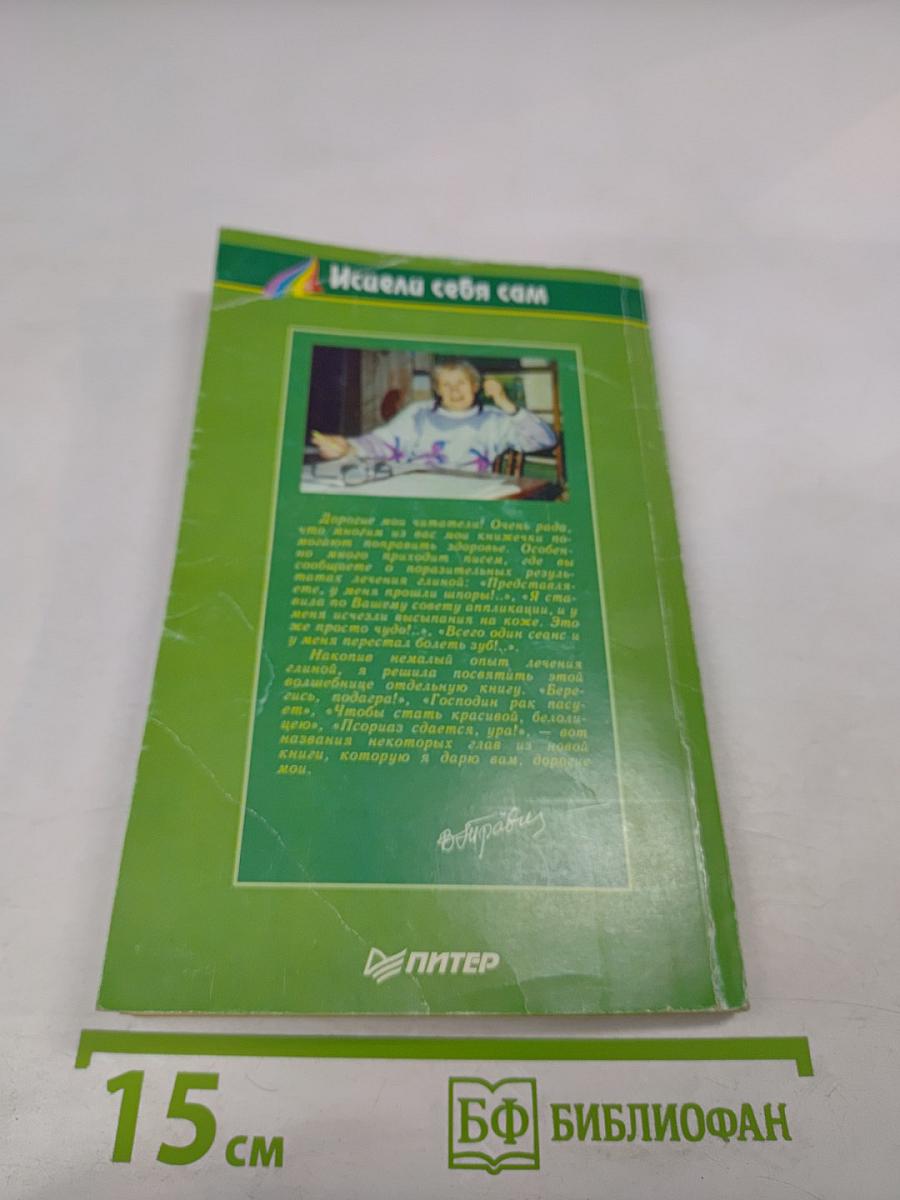 Исцели себя сам
Дорогие мои читатели! Очень рада,
что многим из вас мои книжечки по-
могают поправить здоровье. Особен-
но много приходит писем, где вы
сообщаете о поразительных резуль-
татах лечения глиной: «Представля-
ете, у меня прошли шпоры!..», «Я ста-
вила по Вашему совету аппликации, и у
меня исчезли высыпания на коже. Это
же просто чудо!..», «Всего один сеанс и
у меня перестал болеть зуб!..».
Накопив немалый опыт лечения
глиной, я решила посвятить этой
волшебнице отдельную книгу. «Бере-
гись, подагра!», «Господин рак пасу-
ет», «Чтобы стать красивой, белоли-
цею», «Псориаз сдается, ура!», — вот
названия некоторых глав из новой
книги, которую я дарю вам, дорогие
мои.
ПИТЕР
15 см
БФ БИБЛИОФАН